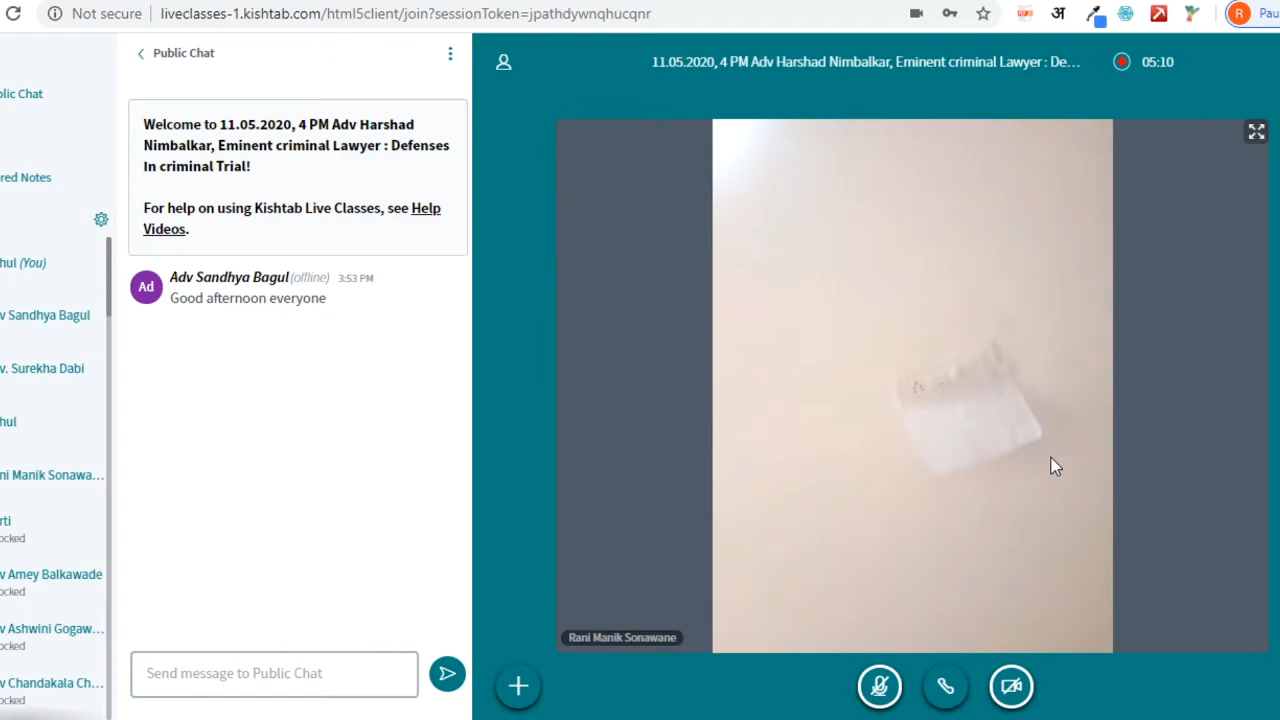 Not secure
liveclasses-1.kishtab.com/html5client/join?sessionToken=jpathdywnqhucqnr
अ
R
Pau
blic Chat
red Notes
hul (You)
v Sandhya Bagul
v. Surekha Dabi
hul
ni Manik Sonawa...
rti
ocked
v Amey Balkawade
ocked
v Ashwini Gogaw...
ocked
v Chandakala Ch...
ocked
Public Chat
Welcome to 11.05.2020, 4 PM Adv Harshad
Nimbalkar, Eminent criminal Lawyer : Defenses
In criminal Trial!
For help on using Kishtab Live Classes, see Help
Videos.
Ad
Adv Sandhya Bagul (offline) 3:53 PM
Good afternoon everyone
Send message to Public Chat
11.05.2020, 4 PM Adv Harshad Nimbalkar, Eminent criminal Lawyer : De...
05:10
Rani Manik Sonawane